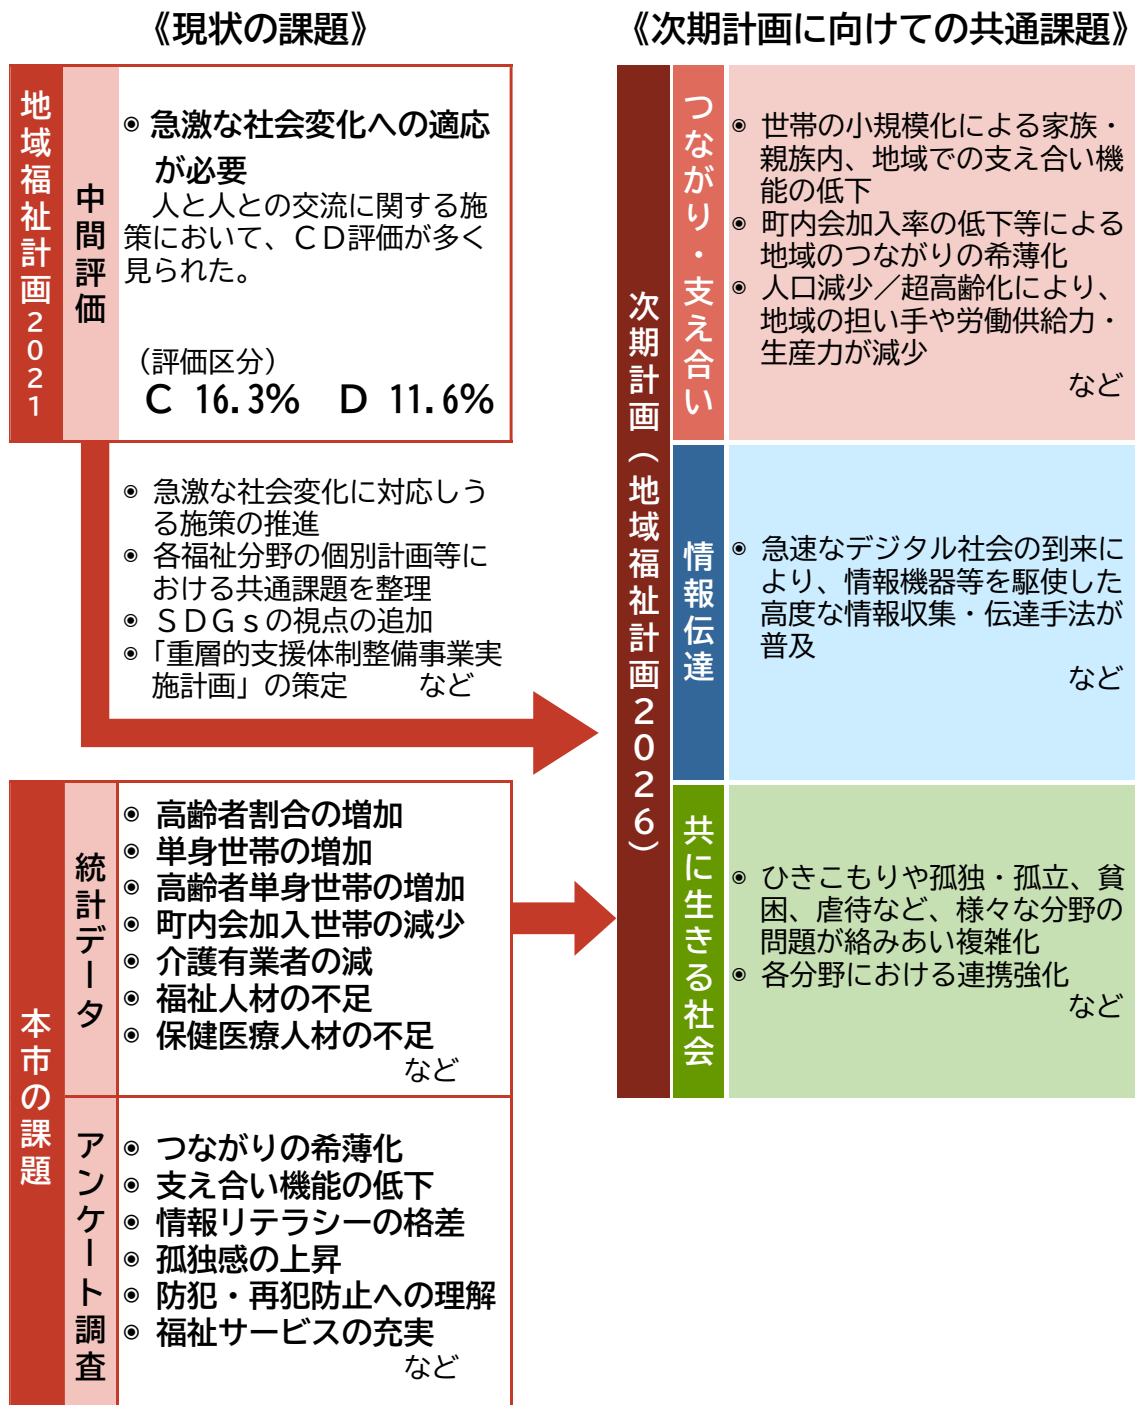 《現状の課題》
地域福祉計画2021
中間評価
◉ 急激な社会変化への適応
が必要
人と人との交流に関する施
策において、ＣＤ評価が多く
見られた。
（評価区分）
Ｃ 16.3%　Ｄ 11.6%
◉ 急激な社会変化に対応しう
る施策の推進
◉ 各福祉分野の個別計画等に
おける共通課題を整理
◉ ＳＤＧｓの視点の追加
◉「重層的支援体制整備事業実
施計画」の策定　　など
本市の課題
統計データ
◉ 高齢者割合の増加
◉ 単身世帯の増加
◉ 高齢者単身世帯の増加
◉ 町内会加入世帯の減少
◉ 介護有業者の減
◉ 福祉人材の不足
◉ 保健医療人材の不足
など
アンケート調査
◉ つながりの希薄化
◉ 支え合い機能の低下
◉ 情報リテラシーの格差
◉ 孤独感の上昇
◉ 防犯・再犯防止への理解
◉ 福祉サービスの充実
など
《次期計画に向けての共通課題》
次期計画（地域福祉計画2026）
つながり・支え合い
◉ 世帯の小規模化による家族・
親族内、地域での支え合い機
能の低下
◉ 町内会加入率の低下等による
地域のつながりの希薄化
◉ 人口減少／超高齢化により、
地域の担い手や労働供給力・
生産力が減少
など
情報伝達
◉ 急速なデジタル社会の到来に
より、情報機器等を駆使した
高度な情報収集・伝達手法が
普及
など
共に生きる社会
◉ ひきこもりや孤独・孤立、貧
困、虐待など、様々な分野の
問題が絡みあい複雑化
◉ 各分野における連携強化
など